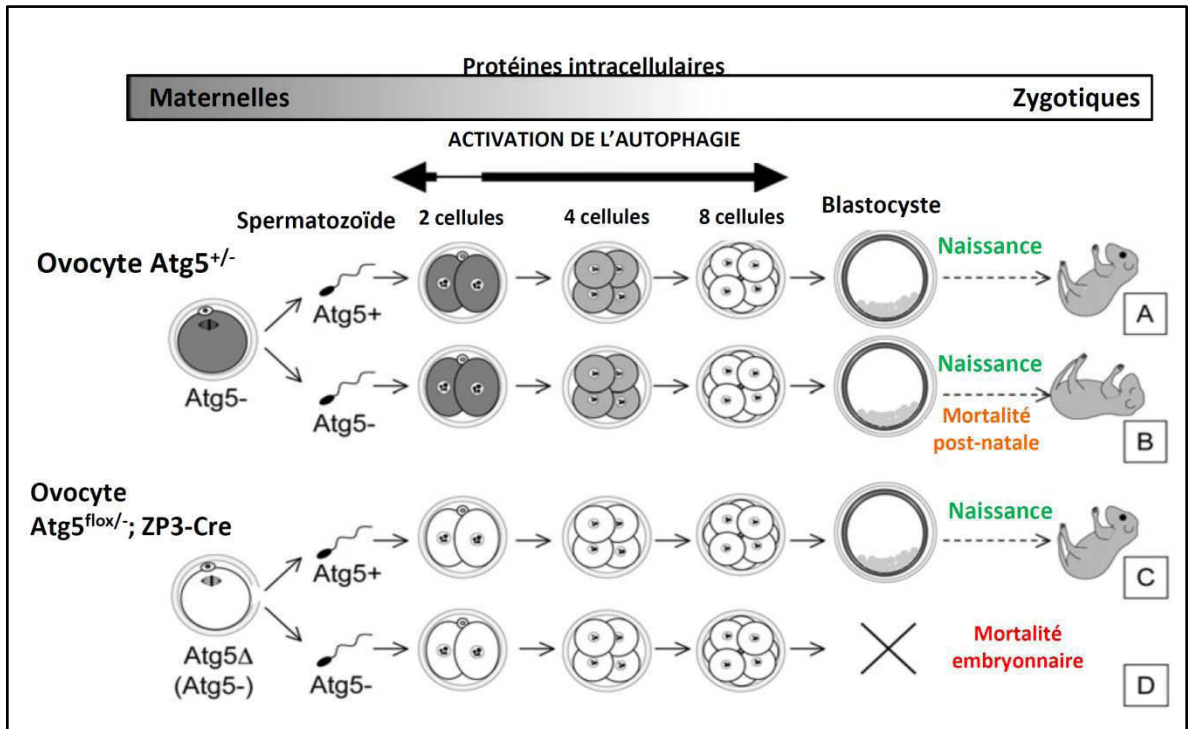 Protéines intracellulaires
Maternelles
Zygotiques
ACTIVATION DE L'AUTOPHAGIE
Spermatozoïde
2 cellules
4 cellules
8 cellules
Blastocyste
Ovocyte Atg5+/-
Atg5-
Atg5+
Naissance
A
Atg5-
Naissance
Mortalité
post-natale
B
Ovocyte
Atg5flox/-; ZP3-Cre
Atg5Δ
(Atg5-)
Atg5+
Naissance
C
Atg5-
Mortalité
embryonnaire
D